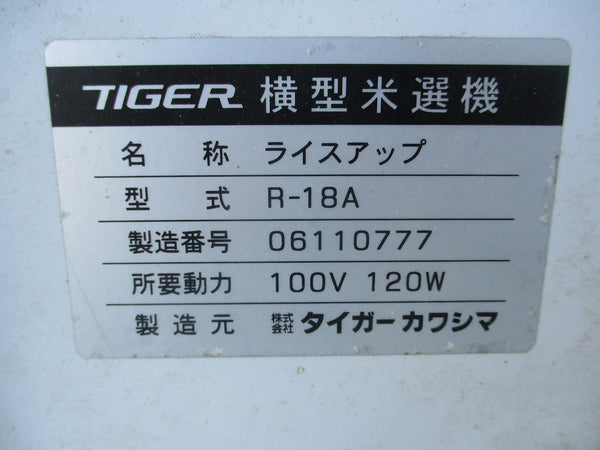 TIGER 横型米選機
名称 ライスアップ
型式 R-18A
製造番号 06110777
所要動力 100V 120W
製造元 株式会社 タイガーカワシマ